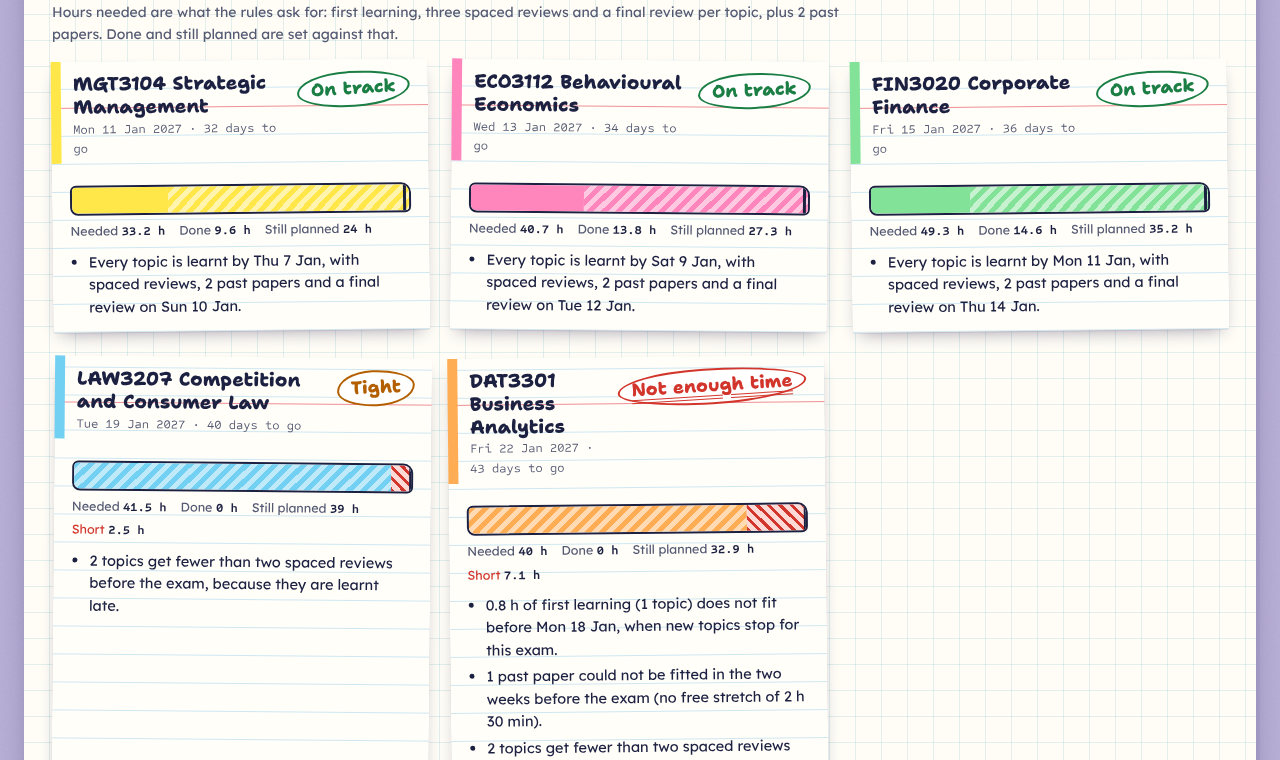 Hours needed are what the rules ask for: first learning, three spaced reviews and a final review per topic, plus 2 past
papers. Done and still planned are set against that.
MGT3104 Strategic
Management
On track
Mon 11 Jan 2027 · 32 days to
go
Needed 33.2 h Done 9.6 h Still planned 24 h
• Every topic is learnt by Thu 7 Jan, with
spaced reviews, 2 past papers and a final
review on Sun 10 Jan.
ECO3112 Behavioural
Economics
On track
Wed 13 Jan 2027 · 34 days to
go
Needed 40.7 h Done 13.8 h Still planned 27.3 h
• Every topic is learnt by Sat 9 Jan, with
spaced reviews, 2 past papers and a final
review on Tue 12 Jan.
FIN3020 Corporate
Finance
On track
Fri 15 Jan 2027 · 36 days to
go
Needed 49.3 h Done 14.6 h Still planned 35.2 h
• Every topic is learnt by Mon 11 Jan, with
spaced reviews, 2 past papers and a final
review on Thu 14 Jan.
LAW3207 Competition
and Consumer Law
Tight
Tue 19 Jan 2027 · 40 days to go
Needed 41.5 h Done 0 h Still planned 39 h
Short 2.5 h
• 2 topics get fewer than two spaced reviews
before the exam, because they are learnt
late.
DAT3301
Business
Analytics
Not enough time
Fri 22 Jan 2027 ·
43 days to go
Needed 40 h Done 0 h Still planned 32.9 h
Short 7.1 h
• 0.8 h of first learning (1 topic) does not fit
before Mon 18 Jan, when new topics stop for
this exam.
• 1 past paper could not be fitted in the two
weeks before the exam (no free stretch of 2 h
30 min).
• 2 topics get fewer than two spaced reviews